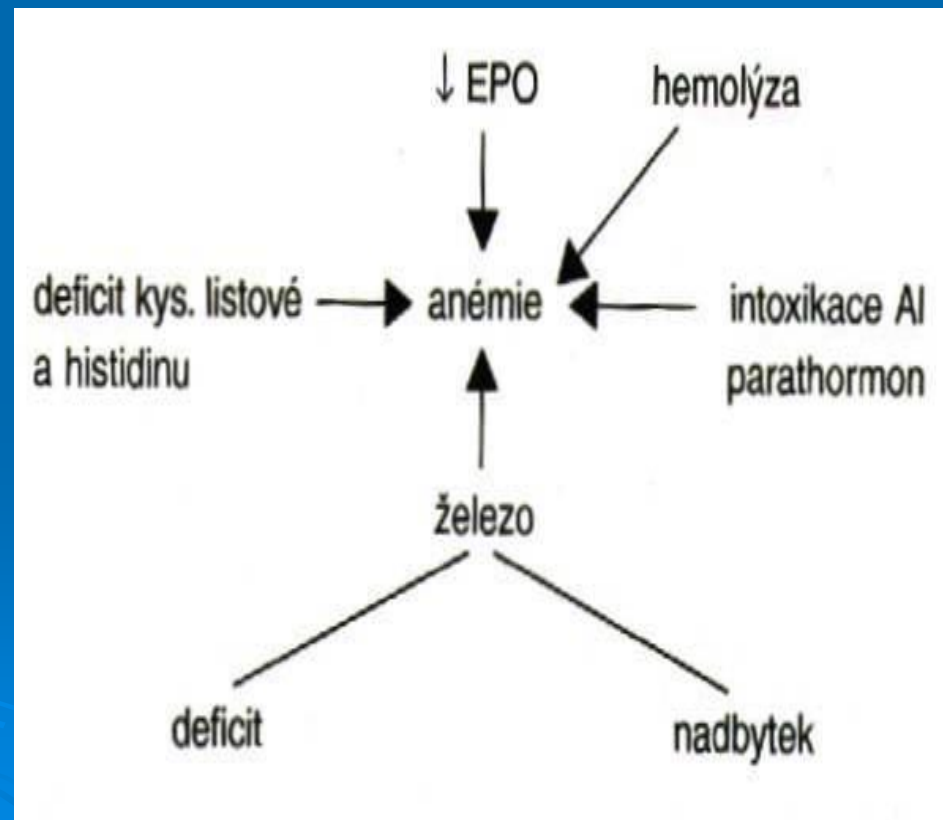 ↓ EPO
hemolýza
deficit kys. listové
a histidinu
anémie
intoxikace Al
parathormon
železo
deficit
nadbytek